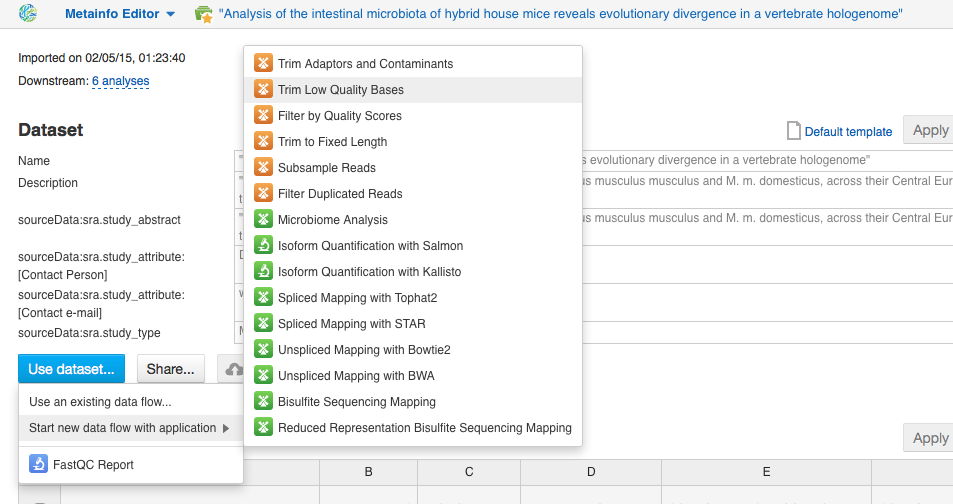 Metainfo Editor "Analysis of the intestinal microbiota of hybrid house mice reveals evolutionary divergence in a vertebrate hologenome"
Imported on 02/05/15, 01:23:40
Downstream: 6 analyses
Trim Adaptors and Contaminants
Trim Low Quality Bases
Filter by Quality Scores
Trim to Fixed Length
Subsample Reads
Filter Duplicated Reads
Microbiome Analysis
Isoform Quantification with Salmon
Isoform Quantification with Kallisto
Spliced Mapping with Tophat2
Spliced Mapping with STAR
Unspliced Mapping with Bowtie2
Unspliced Mapping with BWA
Bisulfite Sequencing Mapping
Reduced Representation Bisulfite Sequencing Mapping
Dataset
Default template Apply
Name evolutionary divergence in a vertebrate hologenome"
Description us musculus musculus and M. m. domesticus, across their Central Eur
sourceData:sra.study_abstract us musculus musculus and M. m. domesticus, across their Central Eur
sourceData:sra.study_attribute:
[Contact Person]
sourceData:sra.study_attribute:
[Contact e-mail]
sourceData:sra.study_type
Use dataset... Share...
Use an existing data flow...
Start new data flow with application
FastQC Report
Apply
B C D E